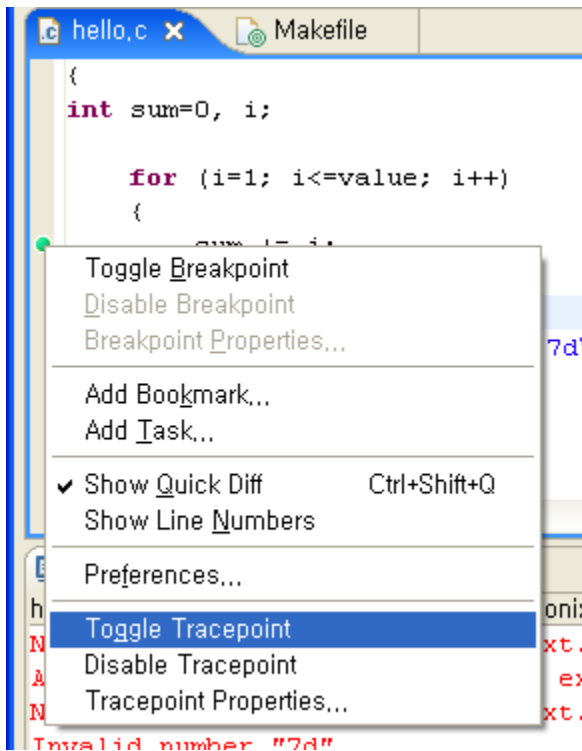 hello.c Makefile
{
int sum=0, i;
for (i=1; i<=value; i++)
{
sum += i;
Toggle Breakpoint
Disable Breakpoint
Breakpoint Properties...
7d
Add Bookmark...
Add Task...
Show Quick Diff Ctrl+Shift+Q
Show Line Numbers
Preferences...
Toggle Tracepoint
Disable Tracepoint
Tracepoint Properties...
Invalid number "7d"